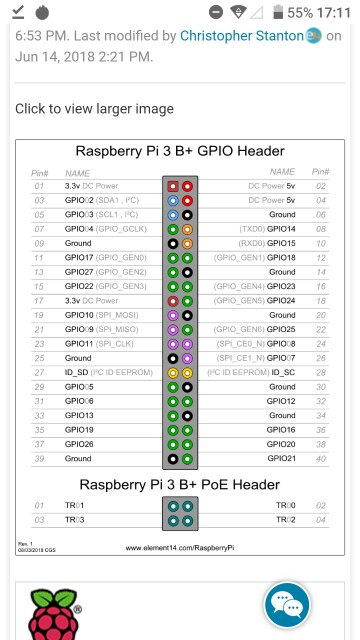 55% 17:11
6:53 PM. Last modified by Christopher Stanton on
Jun 14, 2018 2:21 PM.
Click to view larger image
Raspberry Pi 3 B+ GPIO Header
Pin# NAME NAME Pin#
01 3.3v DC Power DC Power 5v 02
03 GPIO02 (SDA1 , I²C) DC Power 5v 04
05 GPIO03 (SCL1 , I²C) Ground 06
07 GPIO04 (GPIO_GCLK) (TXD0) GPIO14 08
09 Ground (RXD0) GPIO15 10
11 GPIO17 (GPIO_GEN0) (GPIO_GEN1) GPIO18 12
13 GPIO27 (GPIO_GEN2) Ground 14
15 GPIO22 (GPIO_GEN3) (GPIO_GEN4) GPIO23 16
17 3.3v DC Power (GPIO_GEN5) GPIO24 18
19 GPIO10 (SPI_MOSI) Ground 20
21 GPIO09 (SPI_MISO) (GPIO_GEN6) GPIO25 22
23 GPIO11 (SPI_CLK) (SPI_CE0_N) GPIO08 24
25 Ground (SPI_CE1_N) GPIO07 26
27 ID_SD (I²C ID EEPROM) (I²C ID EEPROM) ID_SC 28
29 GPIO05 Ground 30
31 GPIO06 GPIO12 32
33 GPIO13 Ground 34
35 GPIO19 GPIO16 36
37 GPIO26 GPIO20 38
39 Ground GPIO21 40
Raspberry Pi 3 B+ PoE Header
01 TR01 TR00 02
03 TR03 TR02 04
Rev. 1
08/03/2018 CGS
www.element14.com/RaspberryPi
®